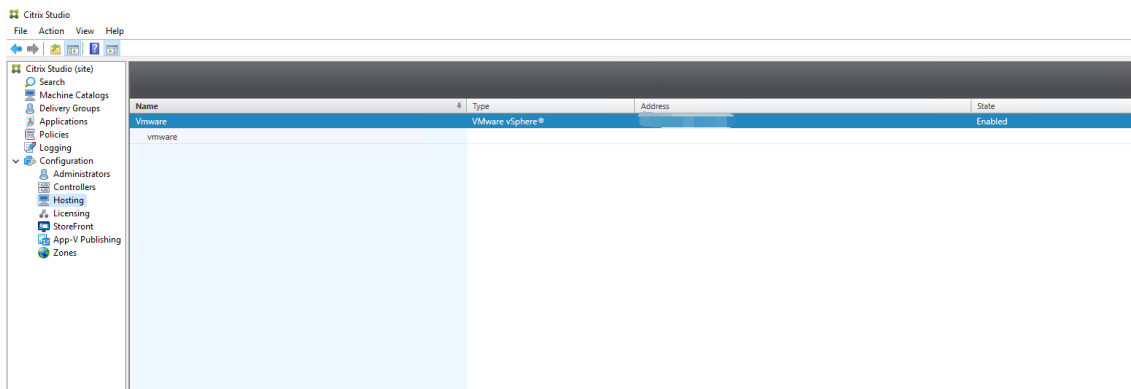 Citrix Studio
File Action View Help
Citrix Studio (site)
Search
Machine Catalogs
Delivery Groups
Applications
Policies
Logging
Configuration
Administrators
Controllers
Hosting
Licensing
StoreFront
App-V Publishing
Zones
Name Type Address State
Vmware VMware vSphere® Enabled
vmware